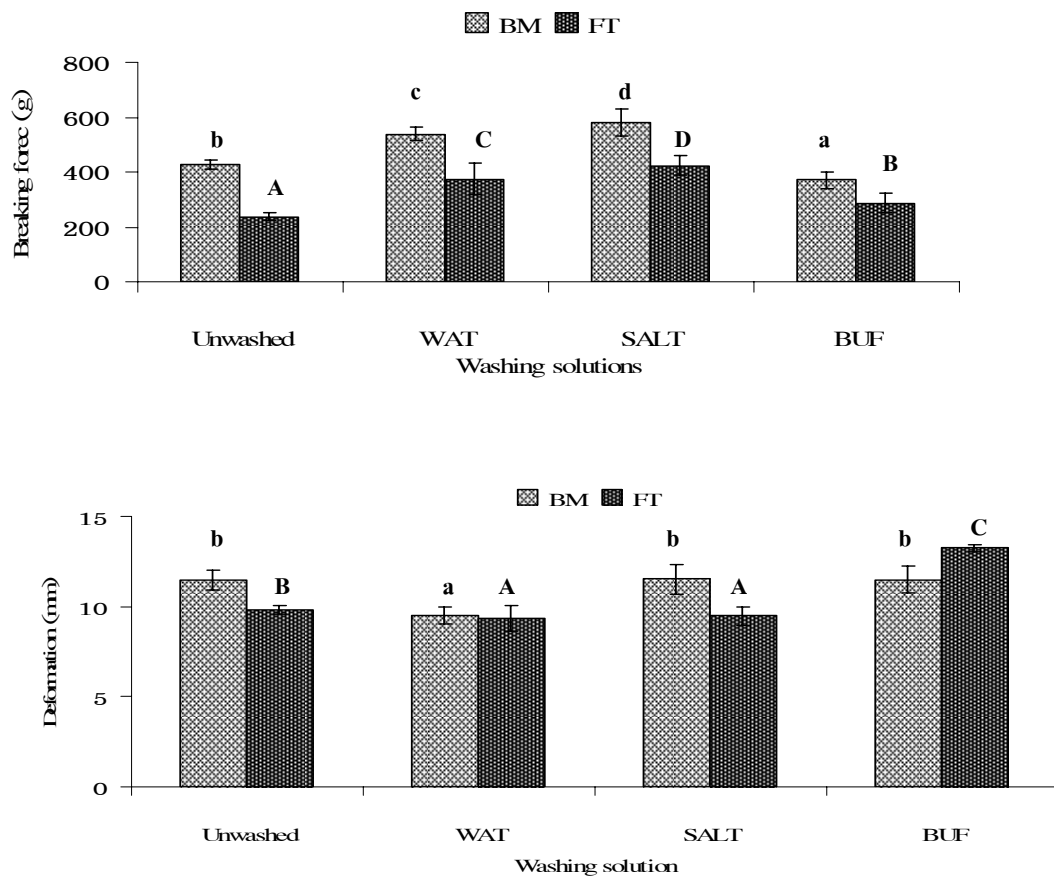 BM FT
800
600
400
200
0
Breaking forec (g)
b A c C d D a B
Unwashed WAT SALT BUF
Washing solutions
BM FT
15
10
5
0
Deformation (mm)
b B a A b A b C
Unwashed WAT SALT BUF
Washing solution